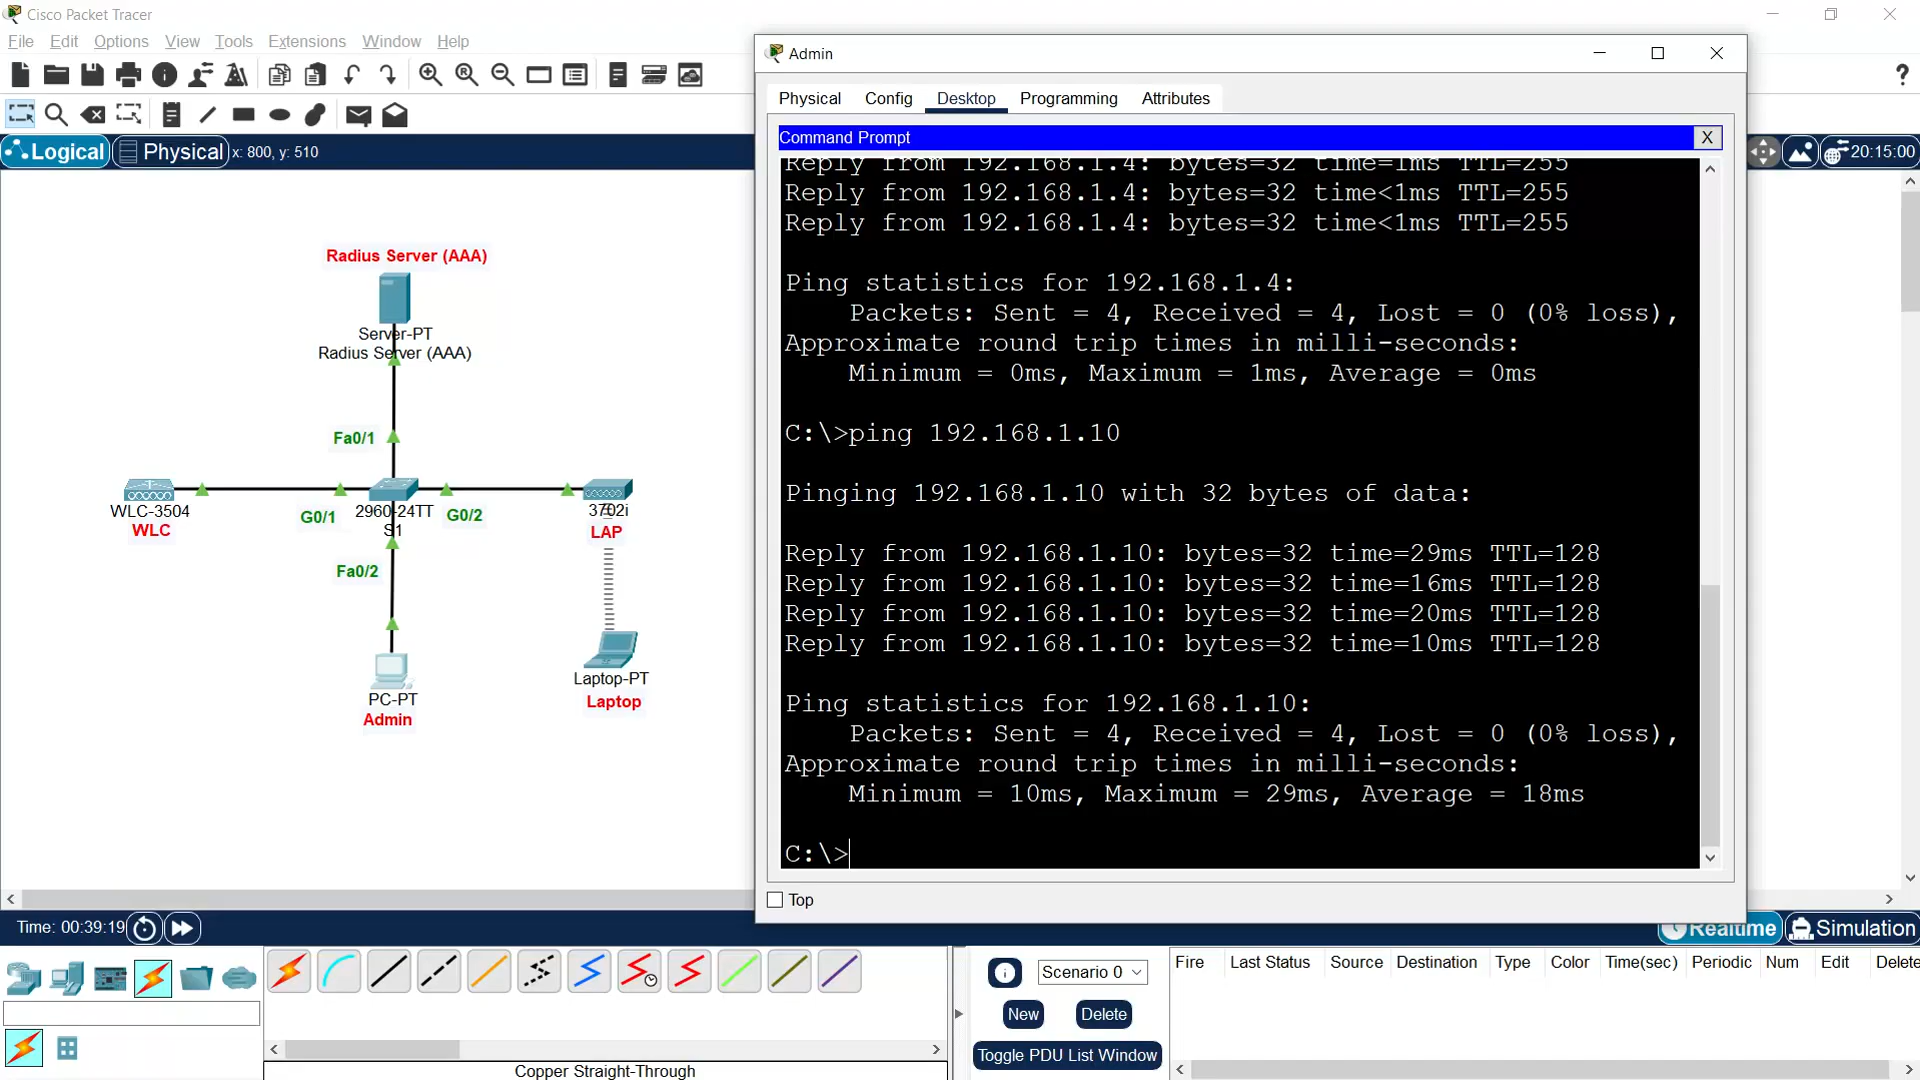 Cisco Packet Tracer
File Edit Options View Tools Extensions Window Help
Logical Physical x: 800, y: 510
20:15:00
Radius Server (AAA)
Server-PT
Radius Server (AAA)
Fa0/1
WLC-3504
WLC
G0/1
2960-24TT
S1
G0/2
3702i
LAP
Fa0/2
PC-PT
Admin
Laptop-PT
Laptop
Admin
Physical Config Desktop Programming Attributes
Command Prompt
X
Reply from 192.168.1.4: bytes=32 time=1ms TTL=255
Reply from 192.168.1.4: bytes=32 time<1ms TTL=255
Reply from 192.168.1.4: bytes=32 time<1ms TTL=255
Ping statistics for 192.168.1.4:
Packets: Sent = 4, Received = 4, Lost = 0 (0% loss),
Approximate round trip times in milli-seconds:
Minimum = 0ms, Maximum = 1ms, Average = 0ms
C:\>ping 192.168.1.10
Pinging 192.168.1.10 with 32 bytes of data:
Reply from 192.168.1.10: bytes=32 time=29ms TTL=128
Reply from 192.168.1.10: bytes=32 time=16ms TTL=128
Reply from 192.168.1.10: bytes=32 time=20ms TTL=128
Reply from 192.168.1.10: bytes=32 time=10ms TTL=128
Ping statistics for 192.168.1.10:
Packets: Sent = 4, Received = 4, Lost = 0 (0% loss),
Approximate round trip times in milli-seconds:
Minimum = 10ms, Maximum = 29ms, Average = 18ms
C:\>
Top
Time: 00:39:19
Realtime Simulation
Scenario 0
New Delete
Toggle PDU List Window
Fire Last Status Source Destination Type Color Time(sec) Periodic Num Edit Delete
Copper Straight-Through